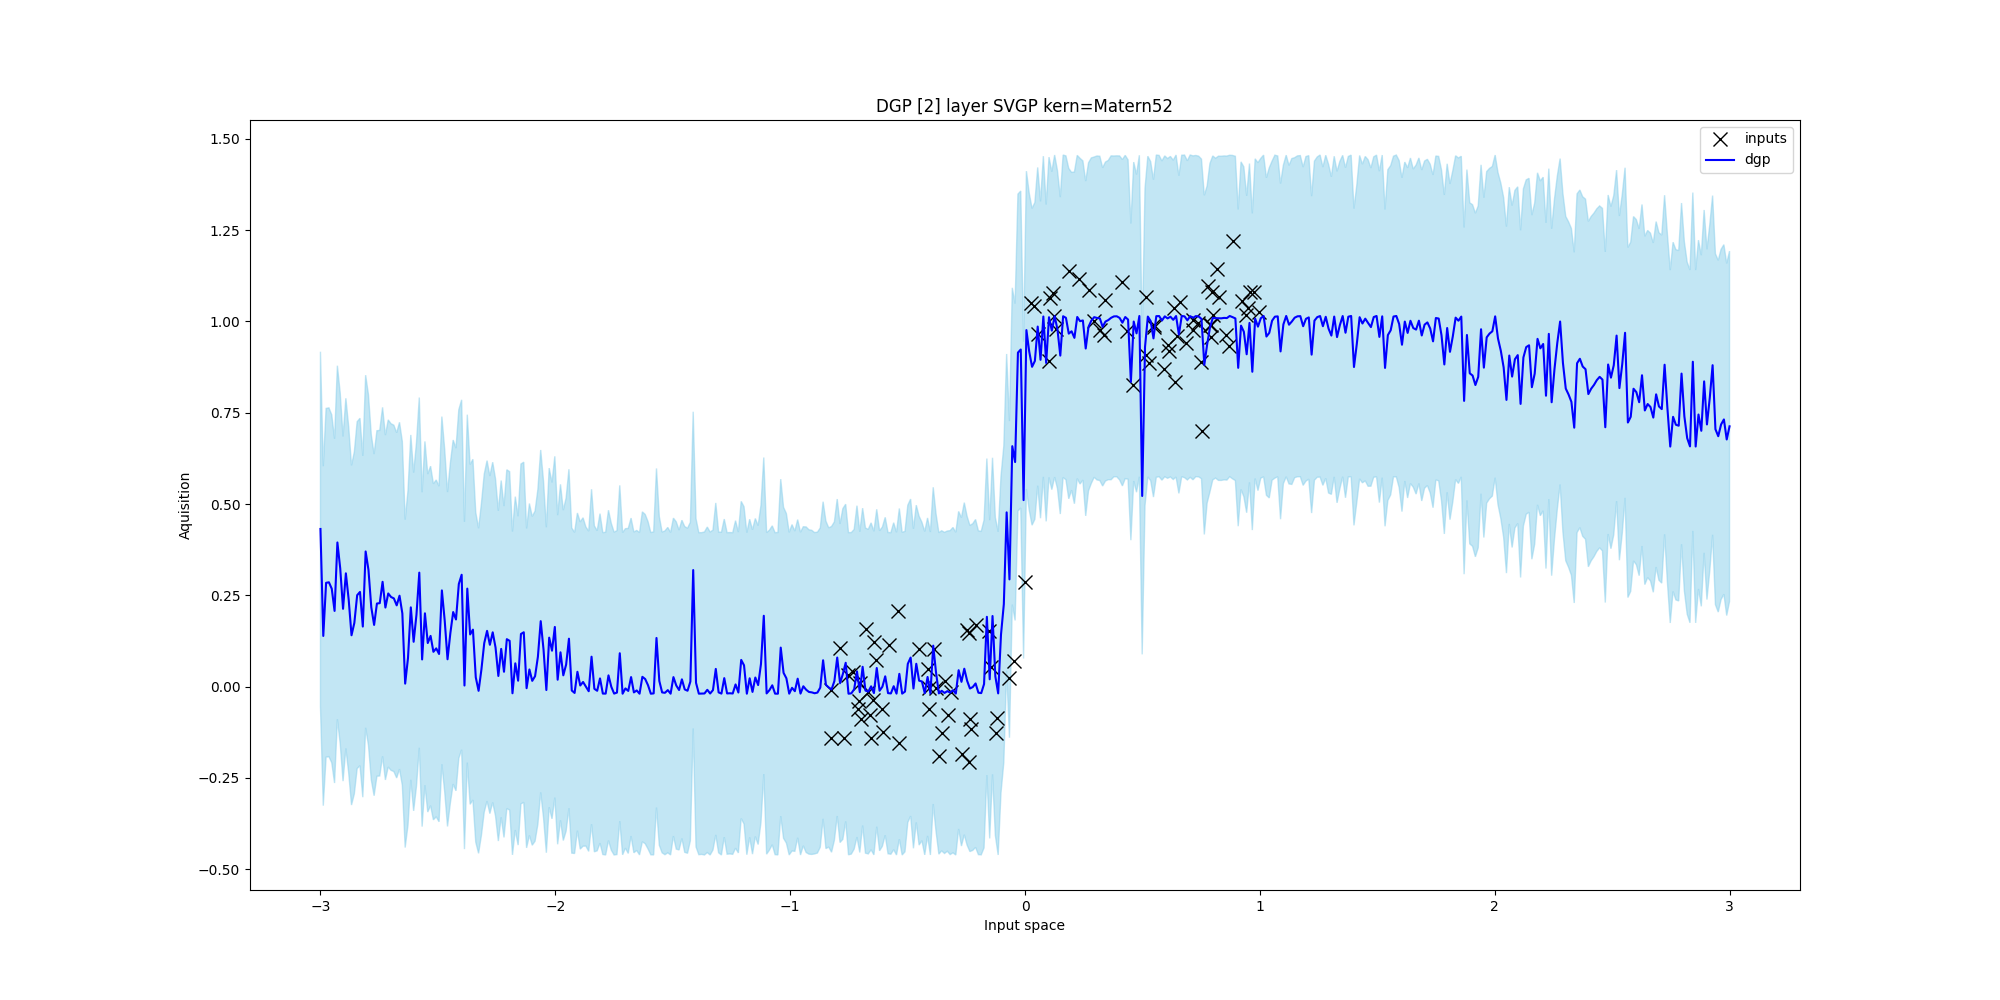 DGP [2] layer SVGP kern=Matern52
inputs
dgp
1.50
1.25
1.00
0.75
0.50
0.25
0.00
−0.25
−0.50
Aquisition
−3 −2 −1 0 1 2 3
Input space